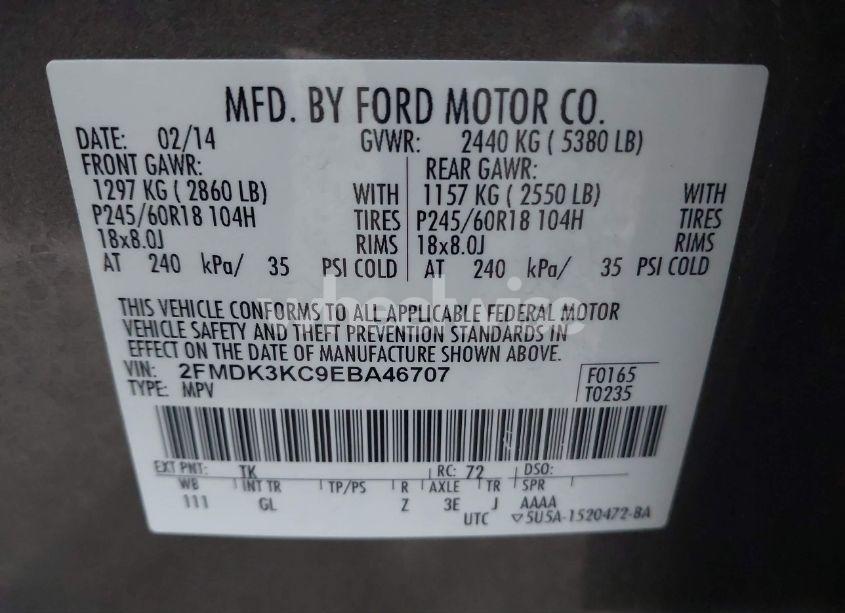 MFD. BY FORD MOTOR CO.
DATE: 02/14 GVWR: 2440 KG ( 5380 LB)
FRONT GAWR: REAR GAWR:
1297 KG ( 2860 LB) WITH 1157 KG ( 2550 LB) WITH
P245/60R18 104H TIRES P245/60R18 104H TIRES
18x8.0J RIMS 18x8.0J RIMS
AT 240 kPa/ 35 PSI COLD AT 240 kPa/ 35 PSI COLD
THIS VEHICLE CONFORMS TO ALL APPLICABLE FEDERAL MOTOR
VEHICLE SAFETY AND THEFT PREVENTION STANDARDS IN
EFFECT ON THE DATE OF MANUFACTURE SHOWN ABOVE.
VIN: 2FMDK3KC9EBA46707 F0165
TYPE: MPV T0235
EXT PNT: TK RC: 72 DSO:
WB INT TR TP/PS R AXLE TR SPR
111 GL Z 3E J AAAA
UTC ▽5U5A-1520472-BA